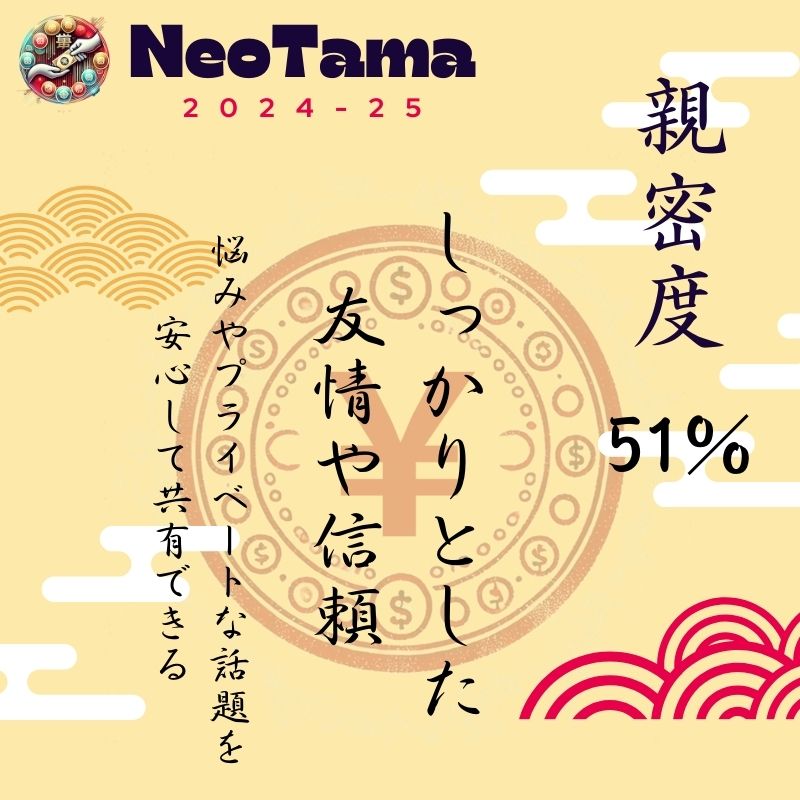 NeoTama
2024-25
親密度
51%
しっかりとした
友情や信頼
悩みやプライベートな話題を
安心して共有できる